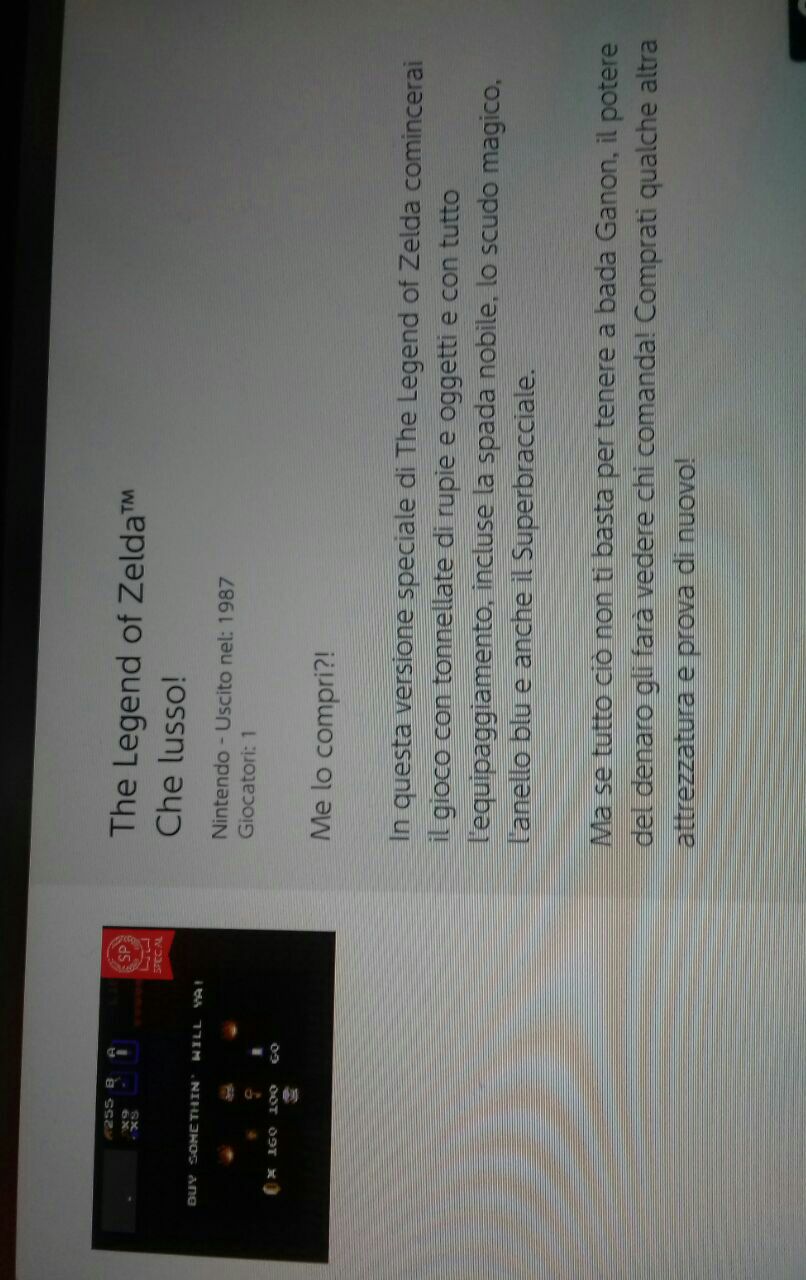 The Legend of Zelda™
Che lusso!
Nintendo - Uscito nel: 1987
Giocatori: 1
Me lo compri?!
In questa versione speciale di The Legend of Zelda comincerai
il gioco con tonnellate di rupie e oggetti e con tutto
l'equipaggiamento, incluse la spada nobile, lo scudo magico,
l'anello blu e anche il Superbracciale.
Ma se tutto ciò non ti basta per tenere a bada Ganon, il potere
del denaro gli farà vedere chi comanda! Comprati qualche altra
attrezzatura e prova di nuovo!
SP
SPECIAL
255 B A
X9
X8
BUY SOMETHIN' WILL YA!
X 160 100 60